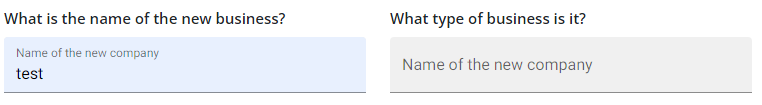 What is the name of the new business?
What type of business is it?
Name of the new company
test
Name of the new company